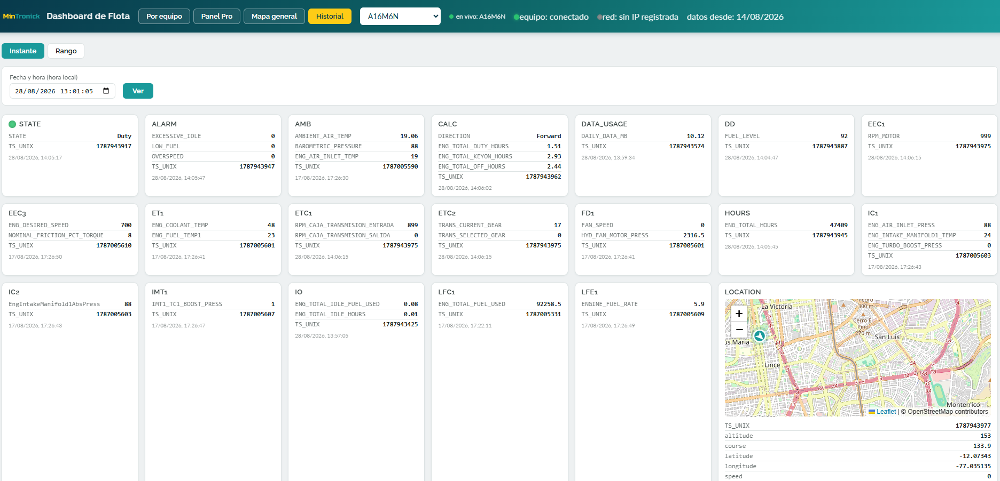 MinTronick Dashboard de Flota Por equipo Panel Pro Mapa general Historial A16M6N en vivo: A16M6N equipo: conectado red: sin IP registrada datos desde: 14/08/2026
Instante Rango
Fecha y hora (hora local)
28/08/2026 13:01:05 Ver
STATE
STATE Duty
TS_UNIX 1787943917
28/08/2026, 14:05:17
ALARM
EXCESSIVE_IDLE 0
LOW_FUEL 0
OVERSPEED 0
TS_UNIX 1787943947
28/08/2026, 14:05:47
AMB
AMBIENT_AIR_TEMP 19.06
BAROMETRIC_PRESSURE 88
ENG_AIR_INLET_TEMP 19
TS_UNIX 1787005590
17/08/2026, 17:26:30
CALC
DIRECTION Forward
ENG_TOTAL_DUTY_HOURS 1.51
ENG_TOTAL_KEYON_HOURS 2.93
ENG_TOTAL_OFF_HOURS 2.44
TS_UNIX 1787943962
28/08/2026, 14:06:02
DATA_USAGE
DAILY_DATA_MB 10.12
TS_UNIX 1787943574
28/08/2026, 13:59:34
DD
FUEL_LEVEL 92
TS_UNIX 1787943887
28/08/2026, 14:04:47
EEC1
RPM_MOTOR 999
TS_UNIX 1787943975
28/08/2026, 14:06:15
EEC3
ENG_DESIRED_SPEED 700
NOMINAL_FRICTION_PCT_TORQUE 8
TS_UNIX 1787005610
17/08/2026, 17:26:50
ET1
ENG_COOLANT_TEMP 48
ENG_FUEL_TEMP1 23
TS_UNIX 1787005601
17/08/2026, 17:26:41
ETC1
RPM_CAJA_TRANSMISION_ENTRADA 899
RPM_CAJA_TRANSMISION_SALIDA 0
TS_UNIX 1787943975
28/08/2026, 14:06:15
ETC2
TRANS_CURRENT_GEAR 17
TRANS_SELECTED_GEAR 0
TS_UNIX 1787943975
28/08/2026, 14:06:15
FD1
FAN_SPEED 0
HYD_FAN_MOTOR_PRESS 2316.5
TS_UNIX 1787005601
17/08/2026, 17:26:41
HOURS
ENG_TOTAL_HOURS 47409
TS_UNIX 1787943945
28/08/2026, 14:05:45
IC1
ENG_AIR_INLET_PRESS 88
ENG_INTAKE_MANIFOLD1_TEMP 24
ENG_TURBO_BOOST_PRESS 0
TS_UNIX 1787005603
17/08/2026, 17:26:43
IC2
EngIntakeManifold1AbsPress 88
TS_UNIX 1787005603
17/08/2026, 17:26:43
IMT1
IMT1_TC1_BOOST_PRESS 1
TS_UNIX 1787005607
17/08/2026, 17:26:47
IO
ENG_TOTAL_IDLE_FUEL_USED 0.08
ENG_TOTAL_IDLE_HOURS 0.01
TS_UNIX 1787943425
28/08/2026, 13:57:05
LFC1
ENG_TOTAL_FUEL_USED 92258.5
TS_UNIX 1787005331
17/08/2026, 17:22:11
LFE1
ENGINE_FUEL_RATE 5.9
TS_UNIX 1787005609
17/08/2026, 17:26:49
LOCATION
+
−
La Victoria
300 m
Cerro El
Pino
270 m
San Luis
ús María
Lince
Monterrico
Leaflet | © OpenStreetMap contributors
TS_UNIX 1787943977
altitude 153
course 133.9
latitude -12.07343
longitude -77.035135
speed 0